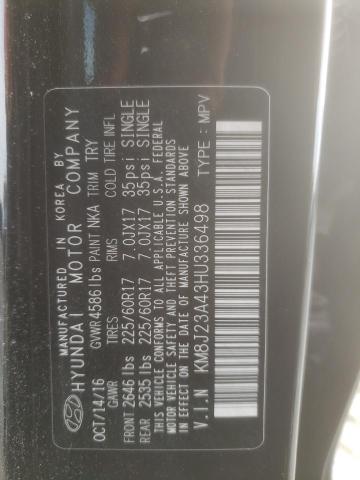 MANUFACTURED IN KOREA BY
HYUNDAI MOTOR COMPANY
OCT/14/16 GVWR 4586 lbs PAINT NKA TRIM TRY
GAWR TIRES RIMS COLD TIRE INFL
FRONT 2646 lbs 225/60R17 7.0JX17 35psi SINGLE
REAR 2535 lbs 225/60R17 7.0JX17 35psi SINGLE
THIS VEHICLE CONFORMS TO ALL APPLICABLE U.S.A. FEDERAL
MOTOR VEHICLE SAFETY AND THEFT PREVENTION STANDARDS
IN EFFECT ON THE DATE OF MANUFACTURE SHOWN ABOVE
V.I.N KM8J23A43HU336498 TYPE: MPV